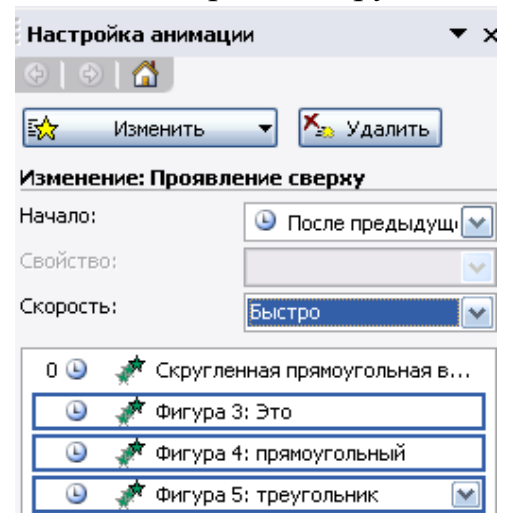 Настройка анимации
Изменить
Удалить
Изменение: Проявление сверху
Начало:
После предыдущ
Свойство:
Скорость:
Быстро
0 Скругленная прямоугольная в...
Фигура 3: Это
Фигура 4: прямоугольный
Фигура 5: треугольник